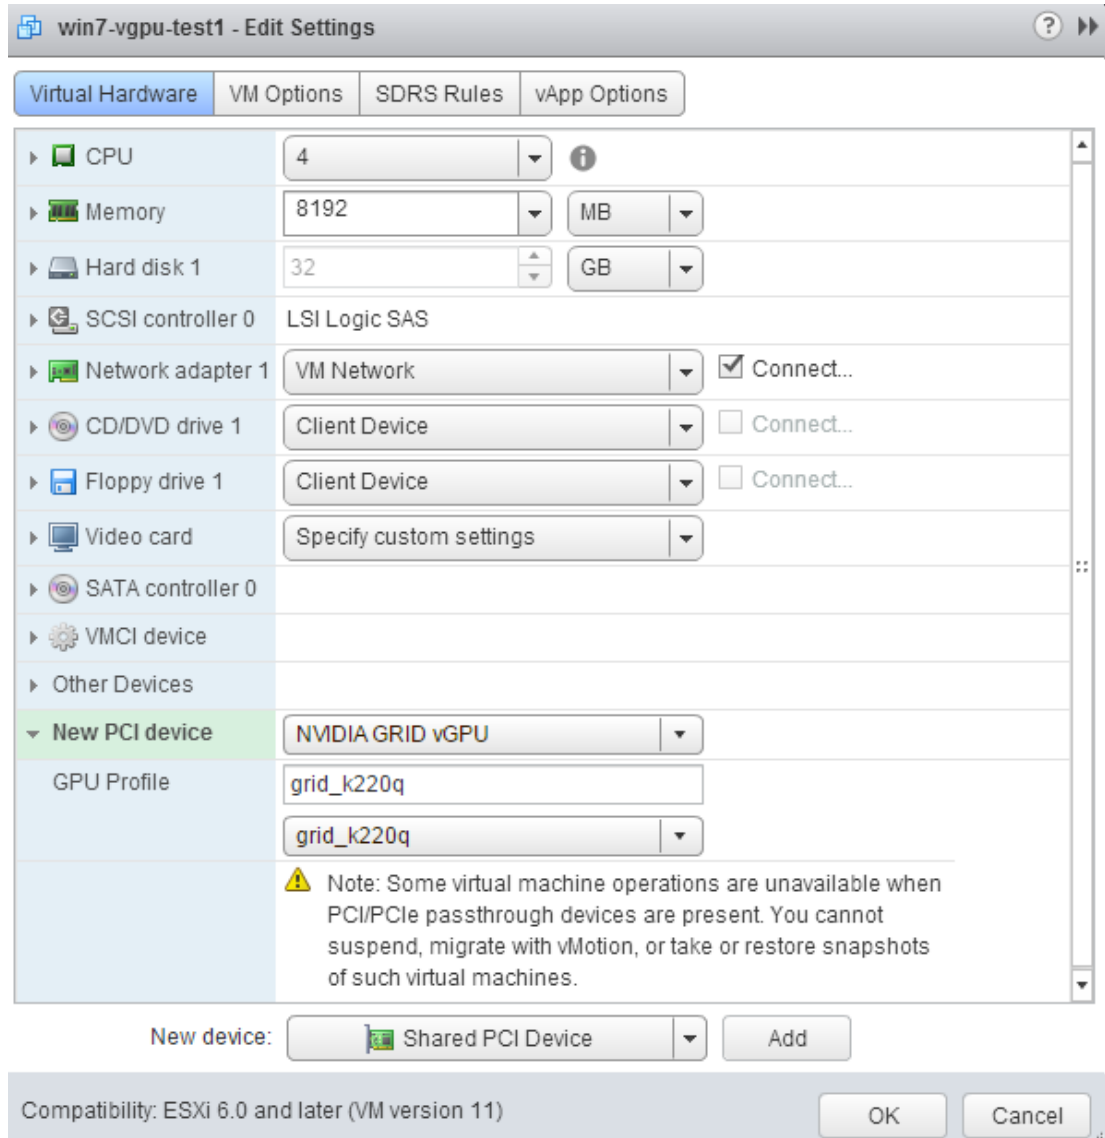 win7-vgpu-test1 - Edit Settings
Virtual Hardware VM Options SDRS Rules vApp Options
CPU 4
Memory 8192 MB
Hard disk 1 32 GB
SCSI controller 0 LSI Logic SAS
Network adapter 1 VM Network Connect...
CD/DVD drive 1 Client Device Connect...
Floppy drive 1 Client Device Connect...
Video card Specify custom settings
SATA controller 0
VMCI device
Other Devices
New PCI device NVIDIA GRID vGPU
GPU Profile grid_k220q
grid_k220q
Note: Some virtual machine operations are unavailable when
PCI/PCIe passthrough devices are present. You cannot
suspend, migrate with vMotion, or take or restore snapshots
of such virtual machines.
New device: Shared PCI Device Add
Compatibility: ESXi 6.0 and later (VM version 11) OK Cancel